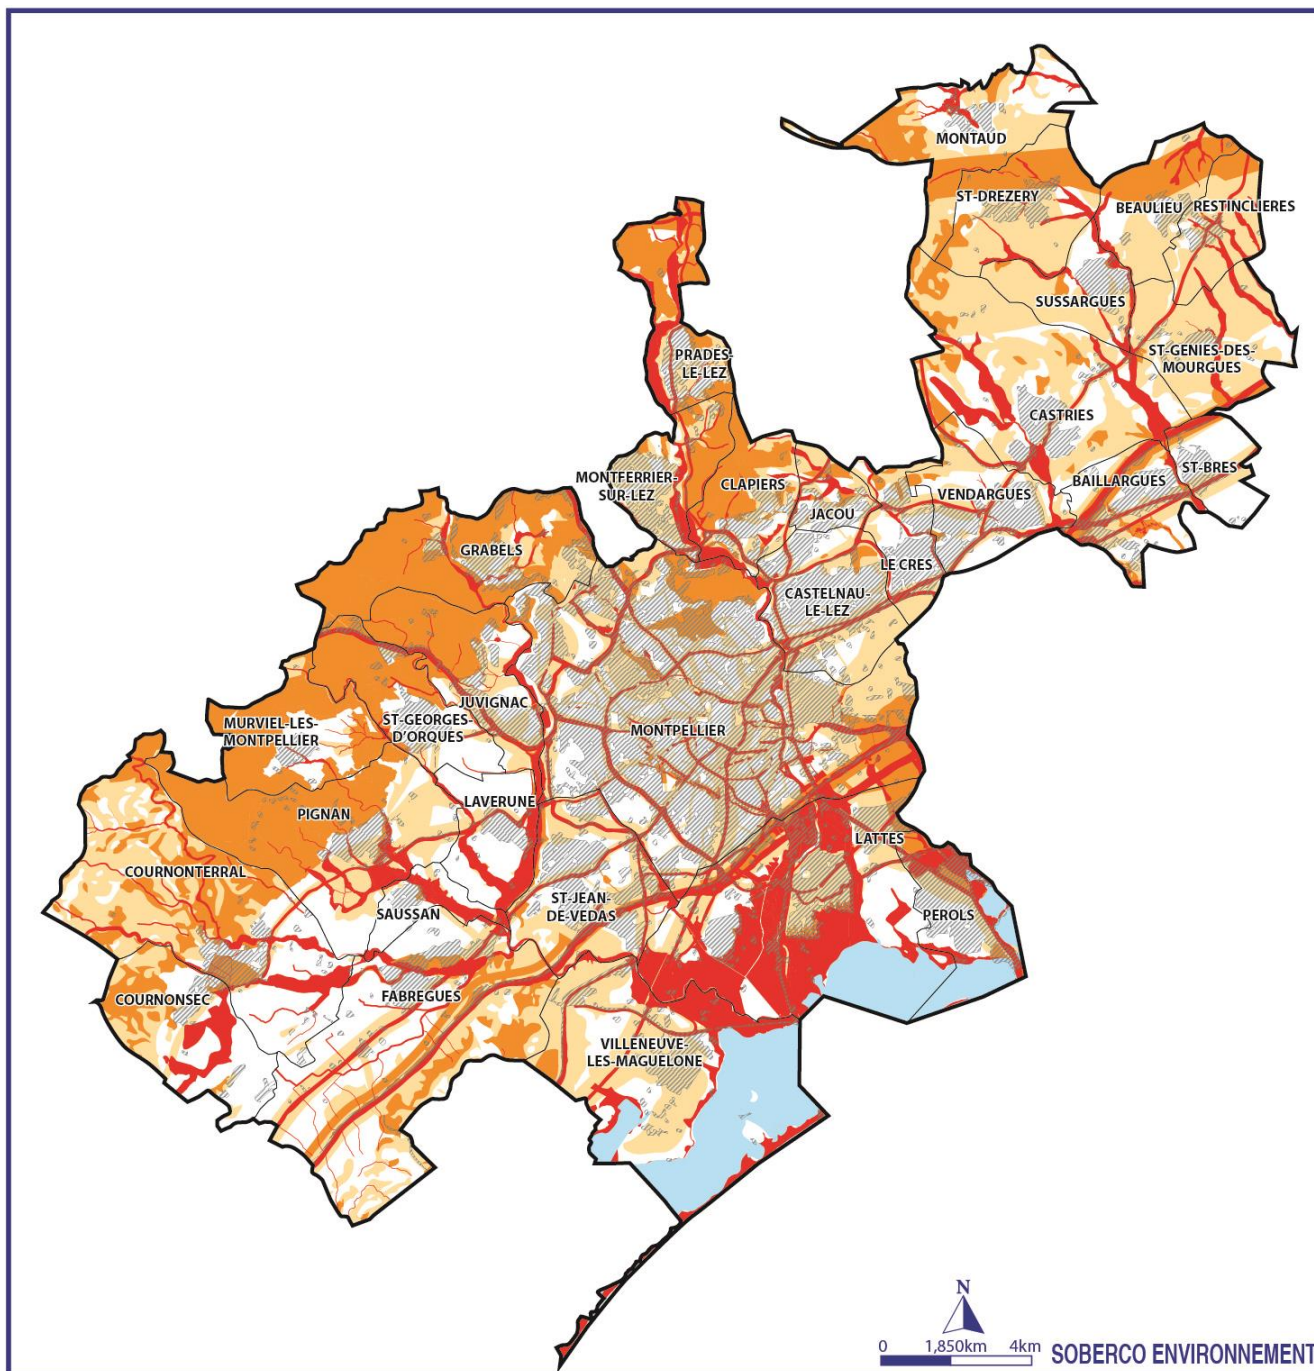 MONTAUD
ST-DREZERY
BEAULIEU
RESTINCLIERES
SUSSARGUES
ST-GENIES-DES-
MOURGUES
PRADES-
LE-LEZ
CASTRIES
MONTFERRIER-
SUR-LEZ
CLAPIERS
JACOU
VENDARGUES
BAILLARGUES
ST-BRES
GRABELS
LE CRES
CASTELNAU-
LE-LEZ
JUVIGNAC
MURVIEL-LES-
MONTPELLIER
ST-GEORGES-
D'ORQUES
MONTPELLIER
LAVERUNE
PIGNAN
LATTES
COURNONTERRAL
SAUSSAN
ST-JEAN-
DE-VEDAS
PEROLS
COURNONSEC
FABREGUES
VILLENEUVE-
LES-MAGUELONE
N
0 1,850km 4km
SOBERCO ENVIRONNEMENT